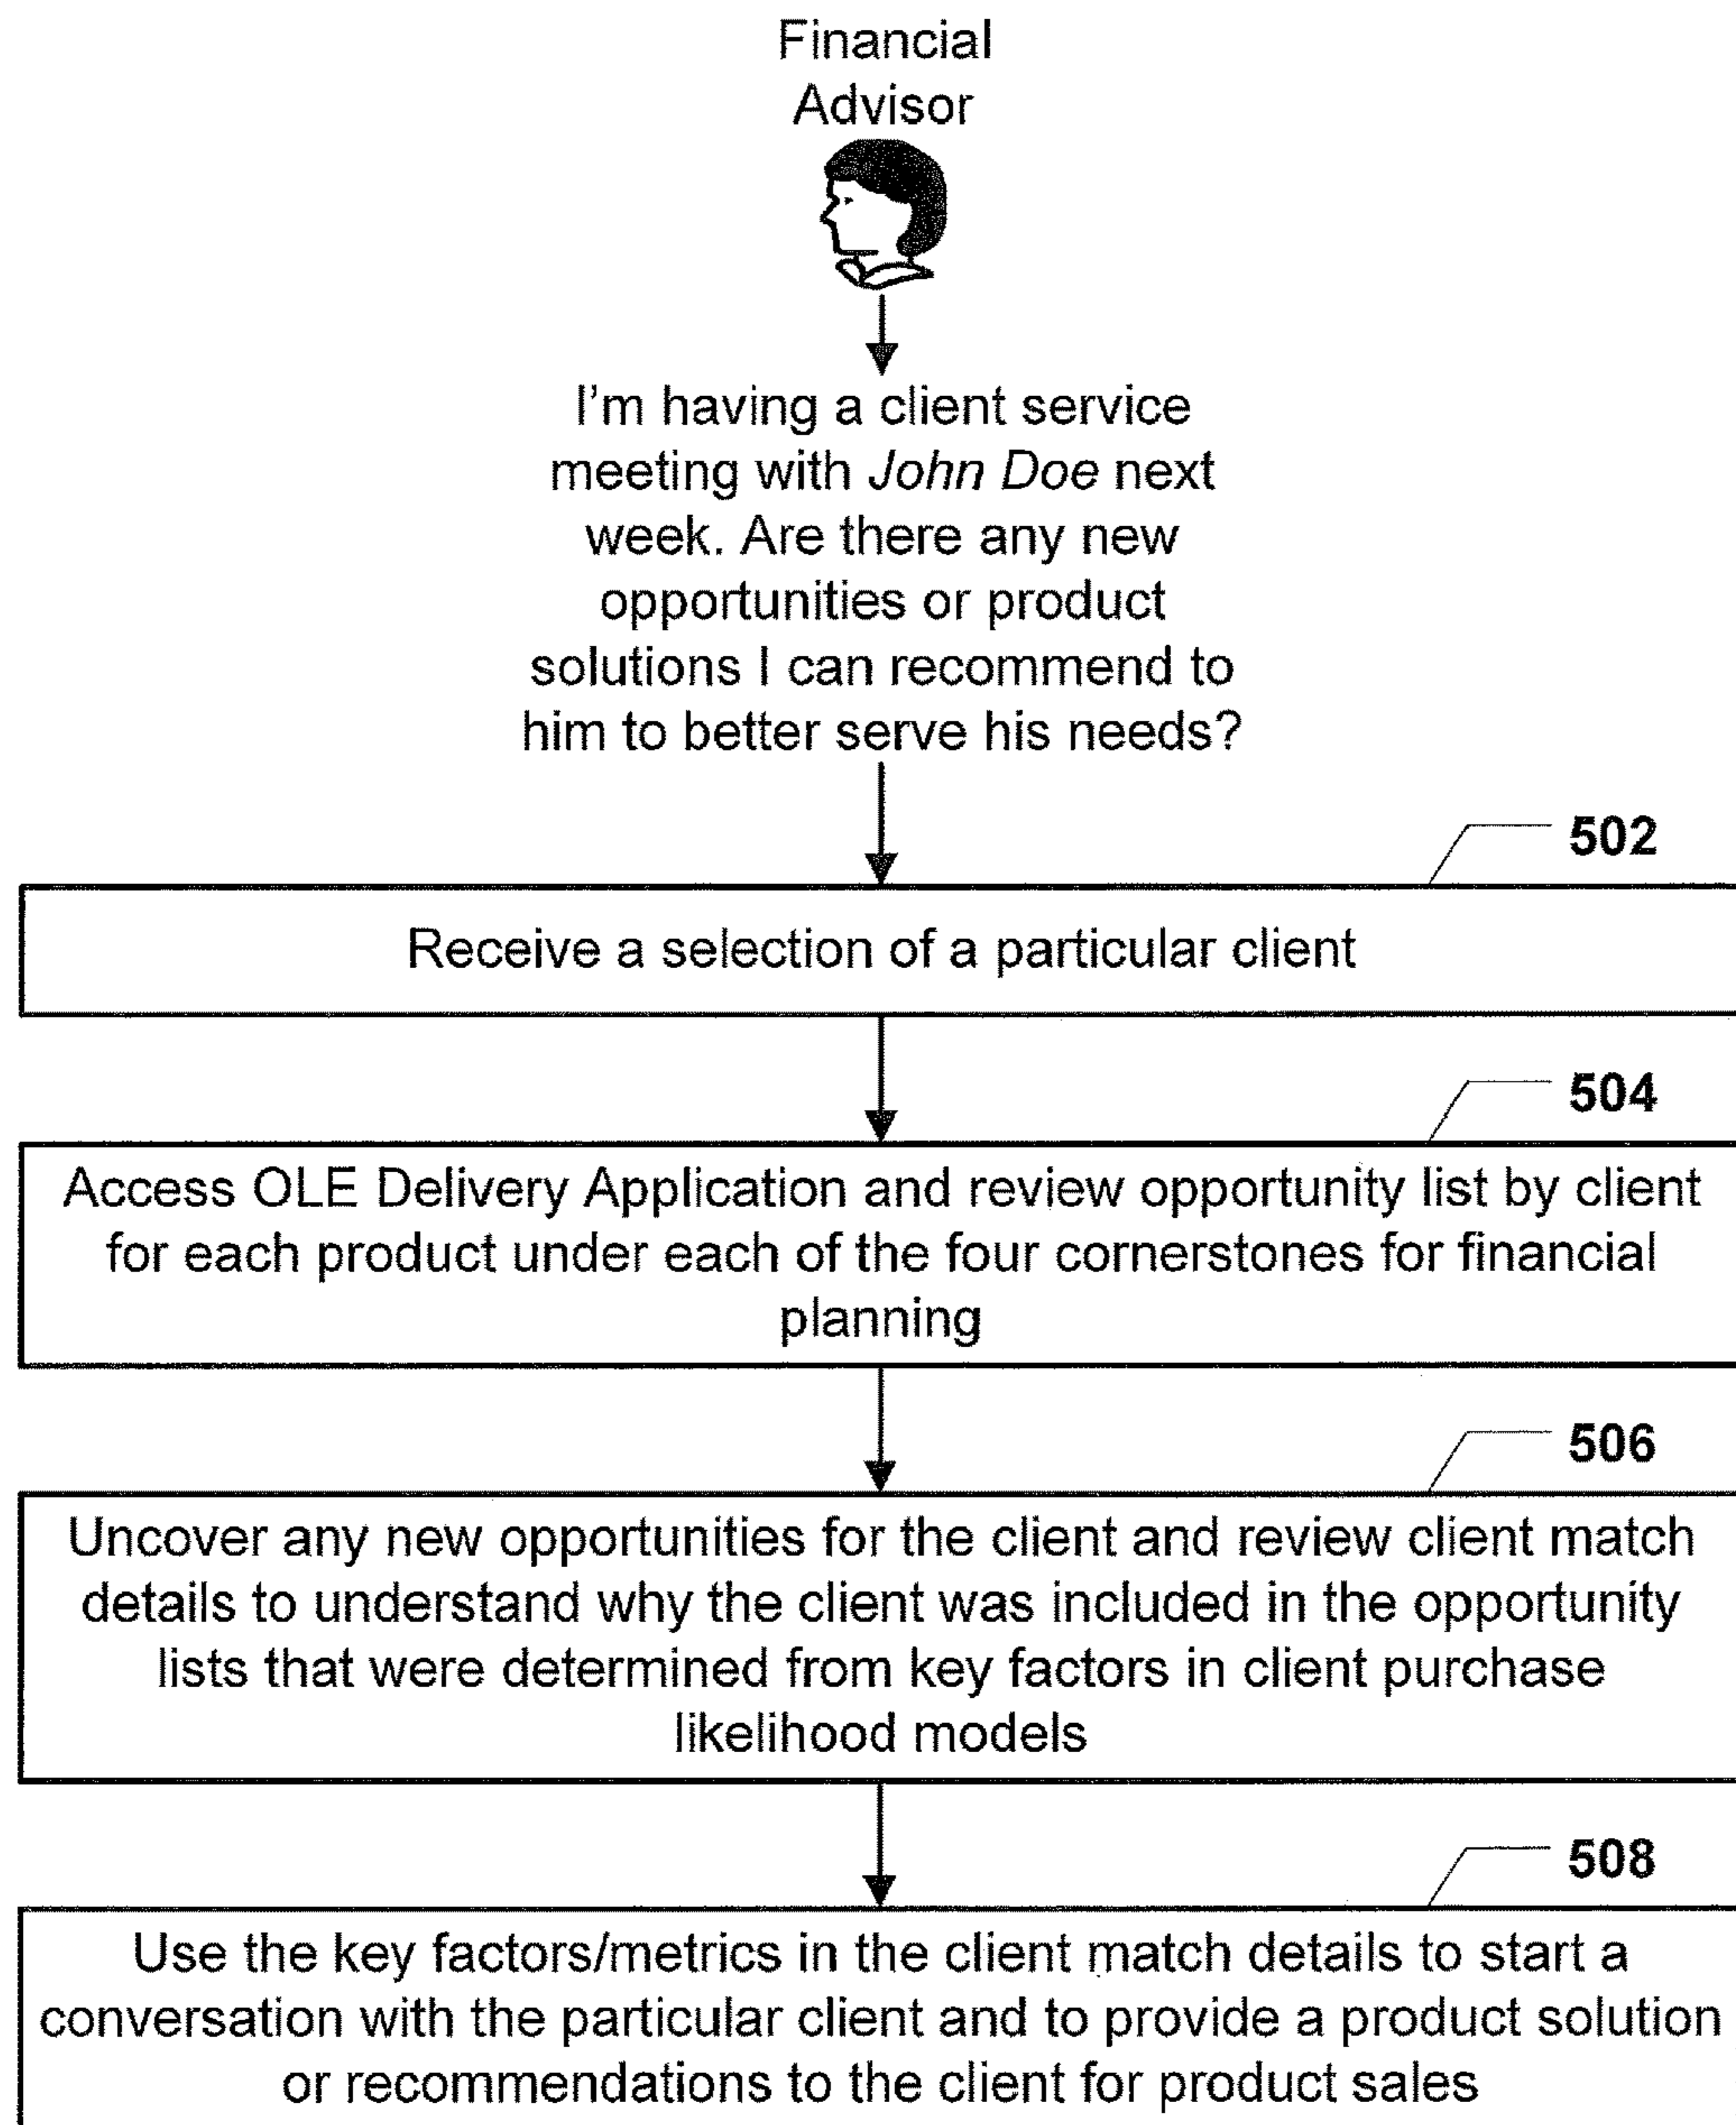 Financial
Advisor
I'm having a client service
meeting with John Doe next
week. Are there any new
opportunities or product
solutions I can recommend to
him to better serve his needs?
502
Receive a selection of a particular client
504
Access OLE Delivery Application and review opportunity list by client
for each product under each of the four cornerstones for financial
planning
506
Uncover any new opportunities for the client and review client match
details to understand why the client was included in the opportunity
lists that were determined from key factors in client purchase
likelihood models
508
Use the key factors/metrics in the client match details to start a
conversation with the particular client and to provide a product solution
or recommendations to the client for product sales